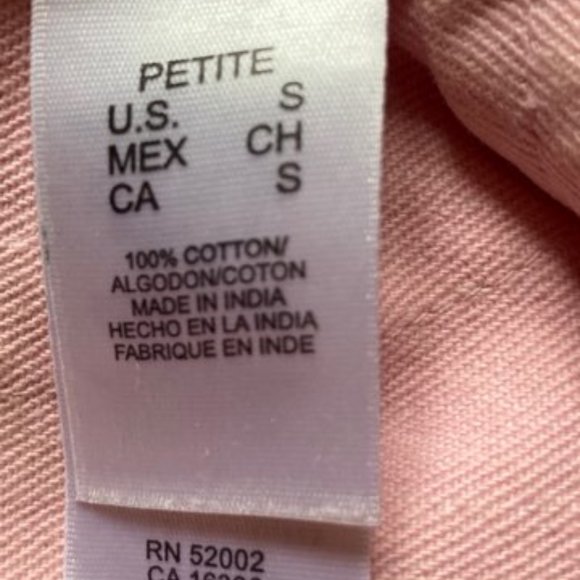 PETITE
U.S. S
MEX CH
CA S
100% COTTON/
ALGODON/COTON
MADE IN INDIA
HECHO EN LA INDIA
FABRIQUE EN INDE
RN 52002
CA